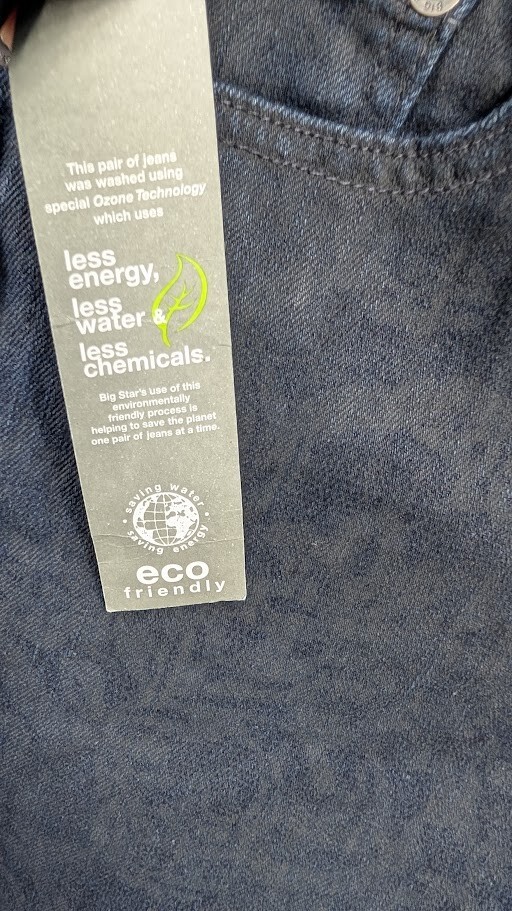 BIG
This pair of jeans
was washed using
special Ozone Technology
which uses
less
energy,
less
water &
less
chemicals.
Big Star's use of this
environmentally
friendly process is
helping to save the planet
one pair of jeans at a time.
saving water
saving energy
eco
friendly